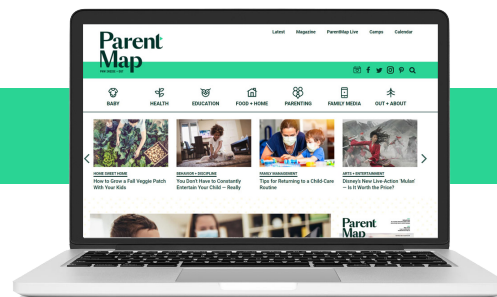 Latest Magazine ParentMap Live Camps Calendar
Parent
Map
BABY HEALTH EDUCATION FOOD + HOME PARENTING FAMILY MEDIA OUT + ABOUT
HOME SWEET HOME
How to Grow a Fall Veggie Patch
With Your Kids
BEHAVIOR + DISCIPLINE
You Don't Have to Constantly
Entertain Your Child — Really
FAMILY MANAGEMENT
Tips for Returning to a Child-Care
Routine
ARTS + ENTERTAINMENT
Disney's New Live-Action 'Mulan'
— Is It Worth the Price?
Parent
Map